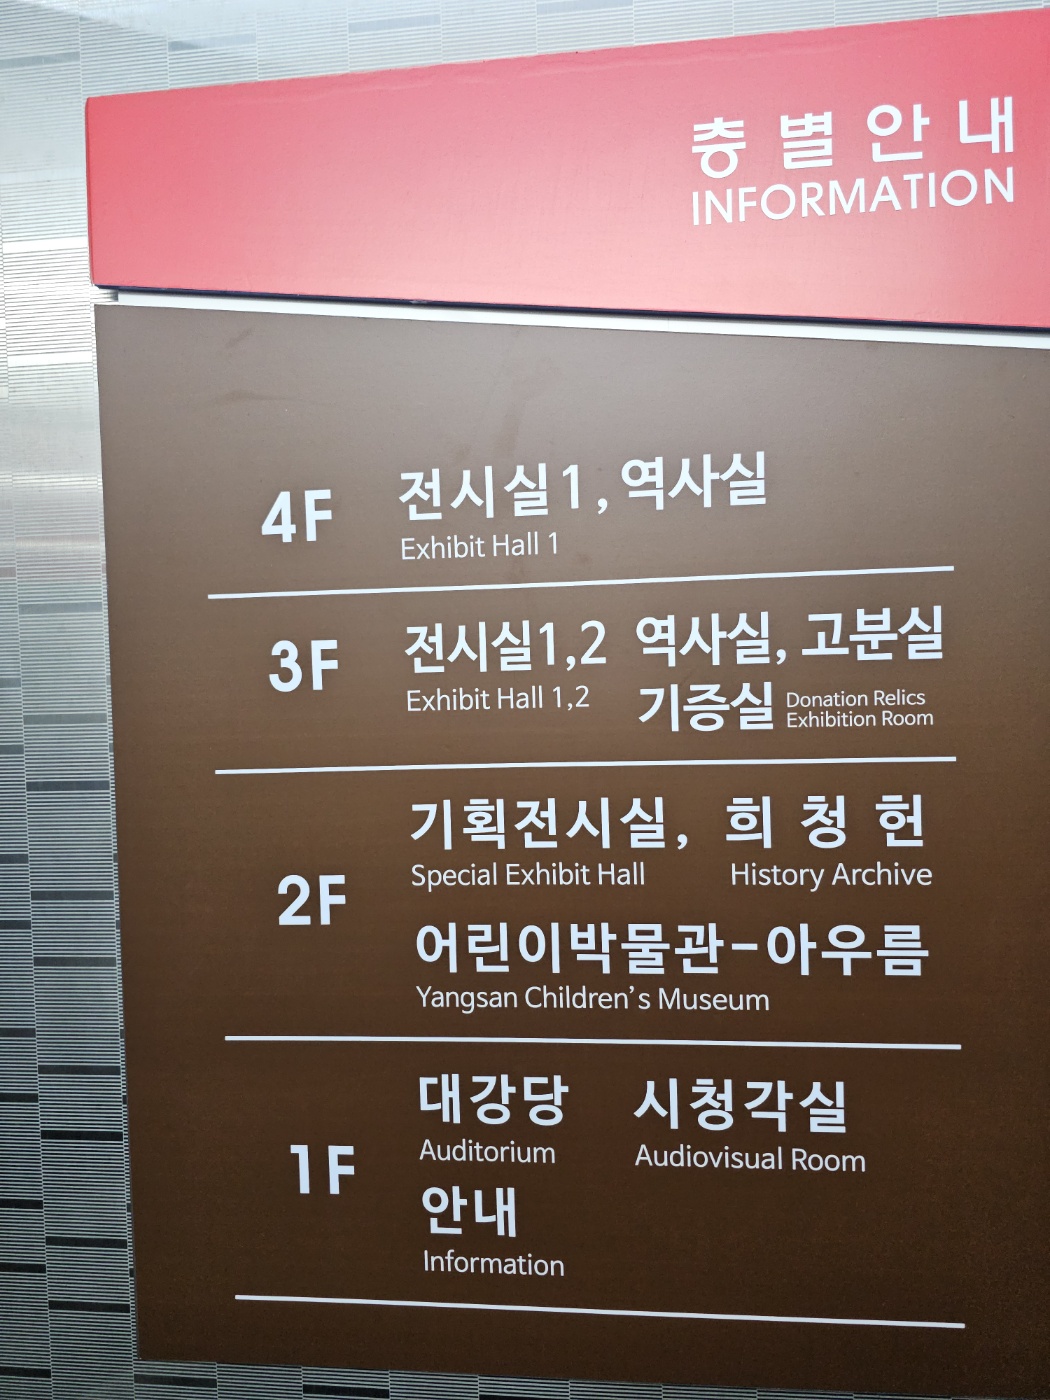 층별안내
INFORMATION
4F 전시실1, 역사실
Exhibit Hall 1
3F 전시실1,2 역사실, 고분실
Exhibit Hall 1,2 기증실 Donation Relics
Exhibition Room
기획전시실, 희청헌
Special Exhibit Hall History Archive
2F
어린이박물관-아우름
Yangsan Children's Museum
대강당 시청각실
Auditorium Audiovisual Room
1F
안내
Information